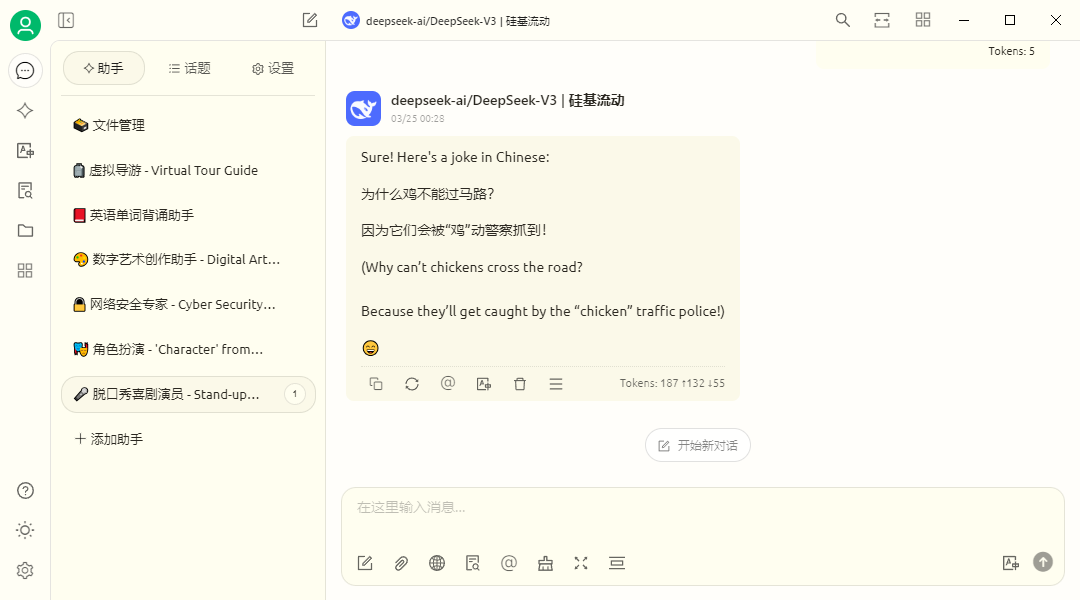 deepseek-ai/DeepSeek-V3 | 硅基流动
助手
话题
设置
文件管理
虚拟导游 - Virtual Tour Guide
英语单词背诵助手
数字艺术创作助手 - Digital Art...
网络安全专家 - Cyber Security...
角色扮演 - 'Character' from...
脱口秀喜剧演员 - Stand-up...
1
添加助手
Tokens: 5
deepseek-ai/DeepSeek-V3 | 硅基流动
03/25 00:28
Sure! Here's a joke in Chinese:
为什么鸡不能过马路?
因为它们会被“鸡”动警察抓到!
(Why can’t chickens cross the road?
Because they’ll get caught by the “chicken” traffic police!)
Tokens: 187 ↑132 ↓55
开始新对话
在这里输入消息...